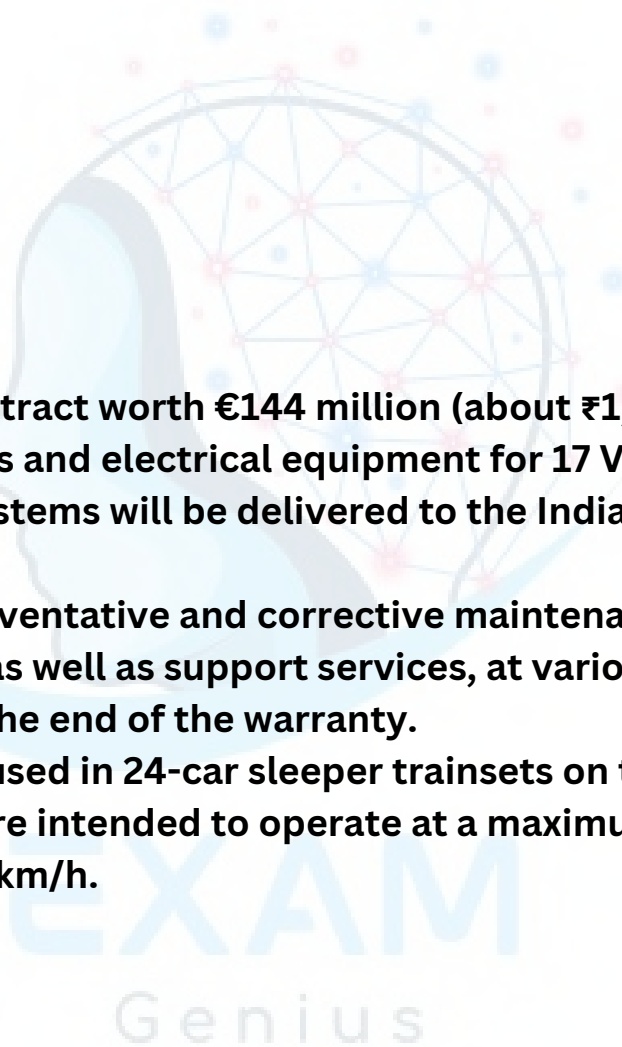 tract worth €144 million (about ₹1,
s and electrical equipment for 17 V
stems will be delivered to the India
ventative and corrective maintena
as well as support services, at vario
he end of the warranty.
used in 24-car sleeper trainsets on t
re intended to operate at a maximu
km/h.
EXAM
Genius